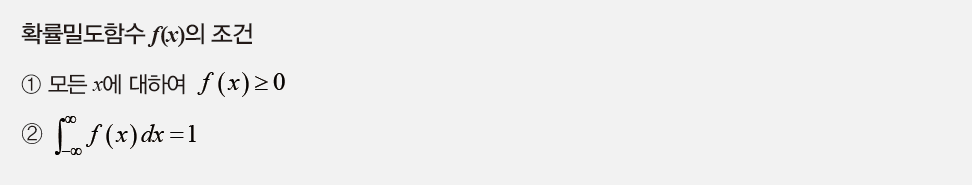 확률밀도함수 f(x)의 조건
① 모든 x에 대하여 f(x)≥0
② ∫_{-∞}^{∞} f(x)dx=1